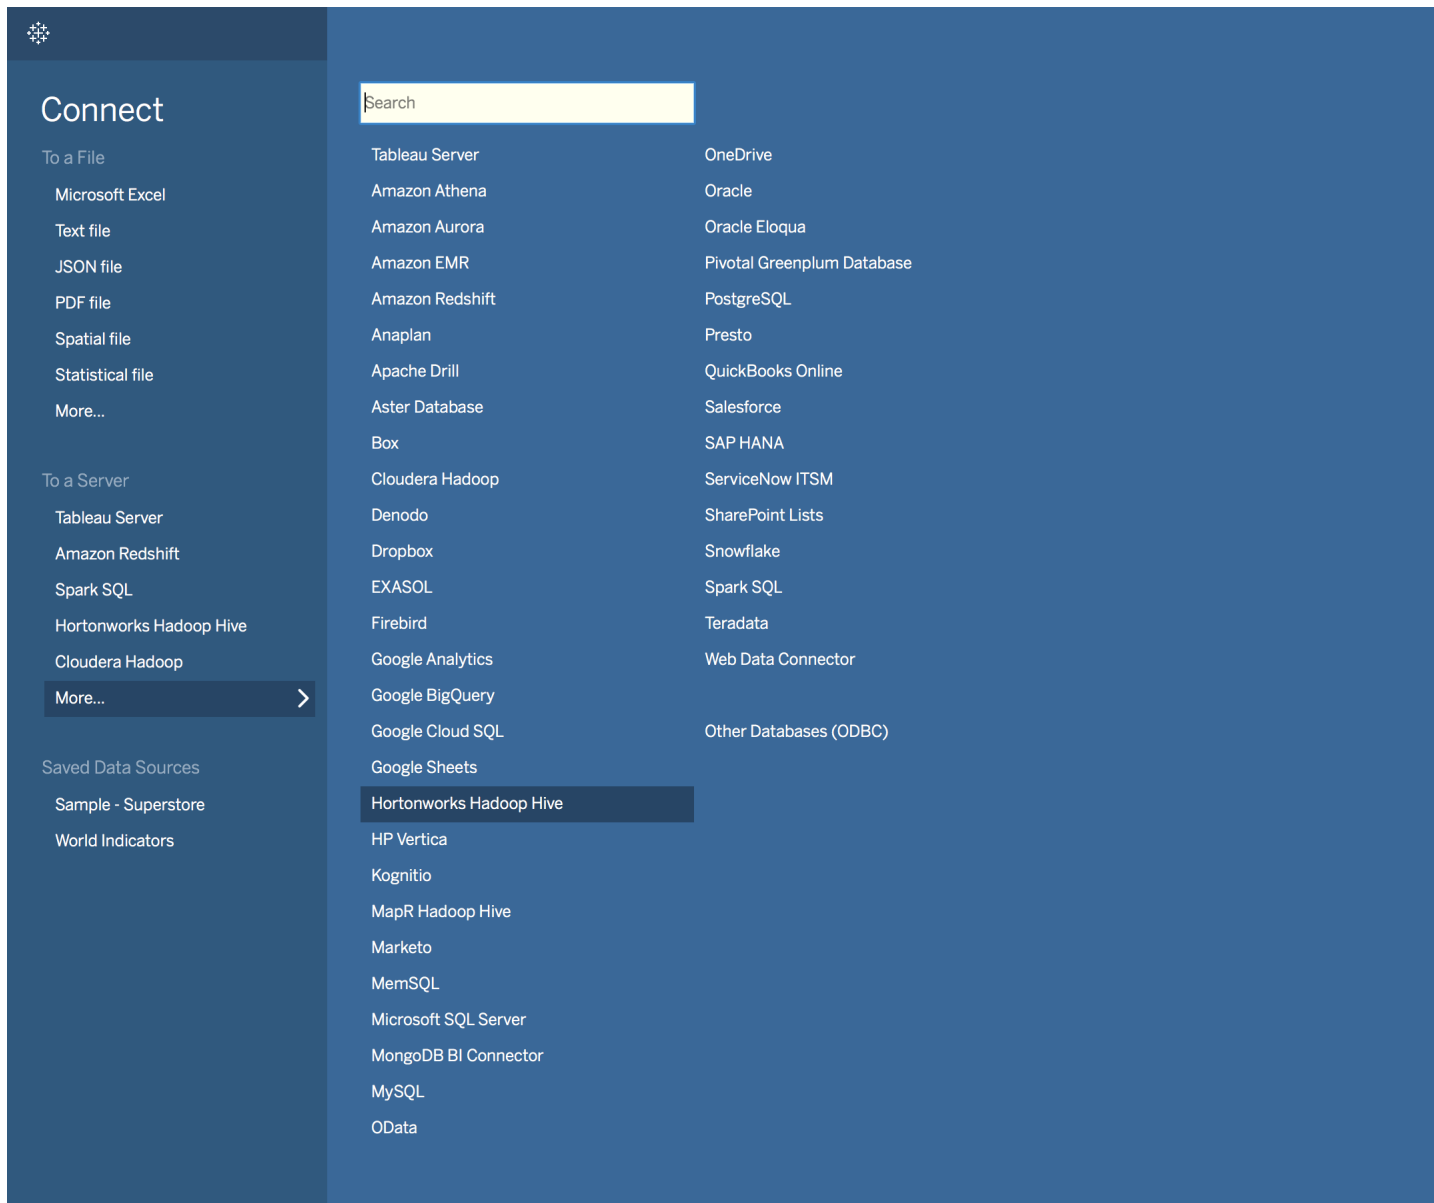 Connect
To a File
Microsoft Excel
Text file
JSON file
PDF file
Spatial file
Statistical file
More...
To a Server
Tableau Server
Amazon Redshift
Spark SQL
Hortonworks Hadoop Hive
Cloudera Hadoop
More...
Saved Data Sources
Sample - Superstore
World Indicators
Search
Tableau Server
Amazon Athena
Amazon Aurora
Amazon EMR
Amazon Redshift
Anaplan
Apache Drill
Aster Database
Box
Cloudera Hadoop
Denodo
Dropbox
EXASOL
Firebird
Google Analytics
Google BigQuery
Google Cloud SQL
Google Sheets
Hortonworks Hadoop Hive
HP Vertica
Kognitio
MapR Hadoop Hive
Marketo
MemSQL
Microsoft SQL Server
MongoDB BI Connector
MySQL
OData
OneDrive
Oracle
Oracle Eloqua
Pivotal Greenplum Database
PostgreSQL
Presto
QuickBooks Online
Salesforce
SAP HANA
ServiceNow ITSM
SharePoint Lists
Snowflake
Spark SQL
Teradata
Web Data Connector
Other Databases (ODBC)